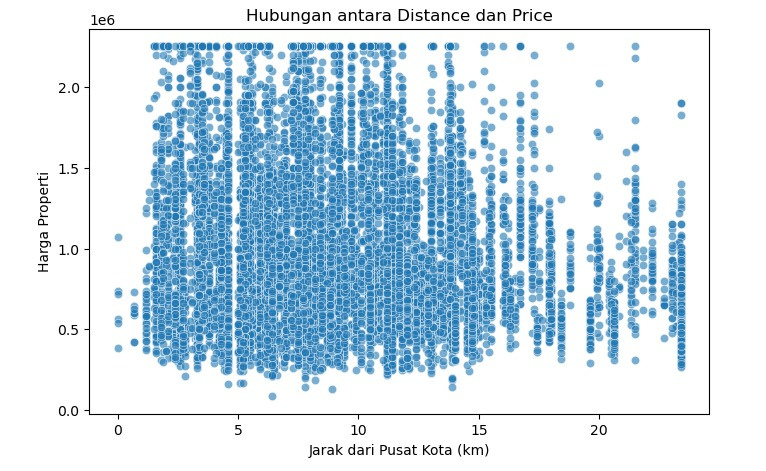 Hubungan antara Distance dan Price
1e6
2.0
1.5
1.0
0.5
0.0
Harga Properti
0 5 10 15 20
Jarak dari Pusat Kota (km)